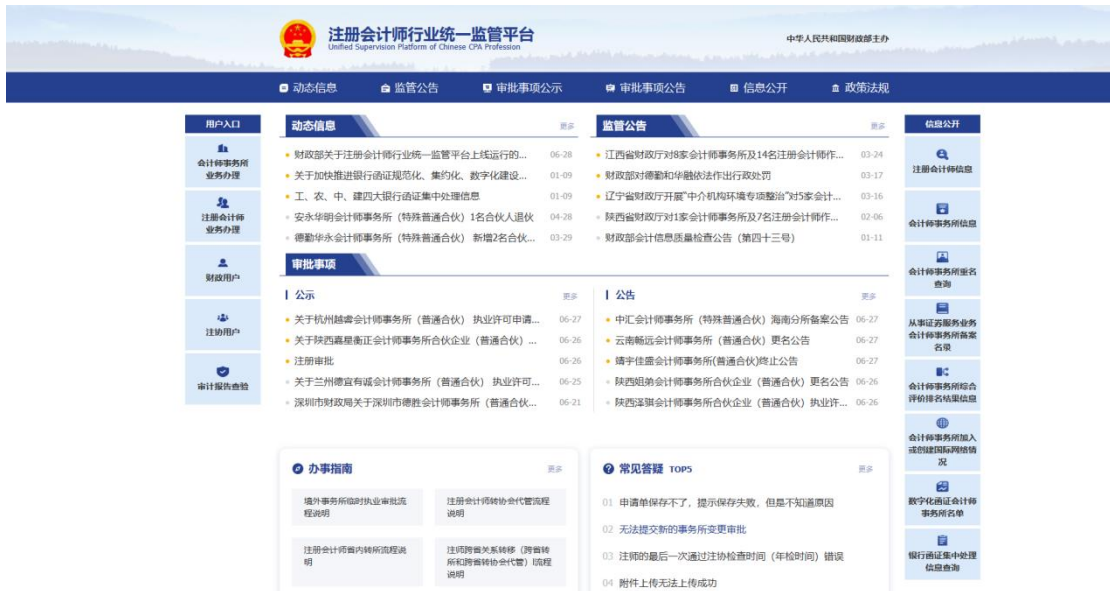 注册会计师行业统一监管平台
Unified Supervision Platform of Chinese CPA Profession
中华人民共和国财政部主办
动态信息
监管公告
审批事项公示
审批事项公告
信息公开
政策法规
用户入口
会计师事务所
业务办理
注册会计师
业务办理
财政用户
注协用户
审计报告查验
动态信息
更多
财政部关于注册会计师行业统一监管平台上线运行的... 06-28
关于加快推进银行函证规范化、集约化、数字化建设... 01-09
工、农、中、建四大银行函证集中处理信息 01-09
安永华明会计师事务所（特殊普通合伙）1名合伙人退伙 04-28
德勤华永会计师事务所（特殊普通合伙） 新增2名合伙... 03-29
监管公告
更多
江西省财政厅对8家会计师事务所及14名注册会计师作... 03-24
财政部对德勤和华融依法作出行政处罚 03-17
辽宁省财政厅开展"中介机构环境专项整治"对5家会计... 03-16
陕西省财政厅对1家会计师事务所及7名注册会计师作... 02-06
财政部会计信息质量检查公告（第四十三号） 01-11
审批事项
公示
更多
关于杭州越睿会计师事务所（普通合伙） 执业许可申请... 06-27
关于陕西嘉星衡正会计师事务所合伙企业（普通合伙）... 06-26
注册审批 06-26
关于兰州德宜有诚会计师事务所（普通合伙） 执业许可... 06-25
深圳市财政局关于深圳市德胜会计师事务所（普通合伙... 06-21
公告
更多
中汇会计师事务所（特殊普通合伙）海南分所备案公告 06-27
云南畅远会计师事务所（普通合伙）更名公告 06-27
靖宇佳盛会计师事务所(普通合伙)终止公告 06-27
陕西姐弟会计师事务所合伙企业（普通合伙）更名公告 06-26
陕西泽骐会计师事务所合伙企业（普通合伙）执业许... 06-26
办事指南
更多
境外事务所临时执业审批流
程说明
注册会计师转协会代管流程
说明
注册会计师省内转所流程说
明
注师跨省关系转移（跨省转
所和跨省转协会代管）l流程
说明
常见答疑 TOP5
更多
01 申请单保存不了，提示保存失败，但是不知道原因
02 无法提交新的事务所变更审批
03 注师的最后一次通过注协检查时间（年检时间）错误
04 附件上传无法上传成功
信息公开
注册会计师信息
会计师事务所信息
会计师事务所重名
查询
从事证券服务业务
会计师事务所备案
名录
会计师事务所综合
评价排名结果信息
会计师事务所加入
或创建国际网络情
况
数字化函证会计师
事务所名单
银行函证集中处理
信息查询